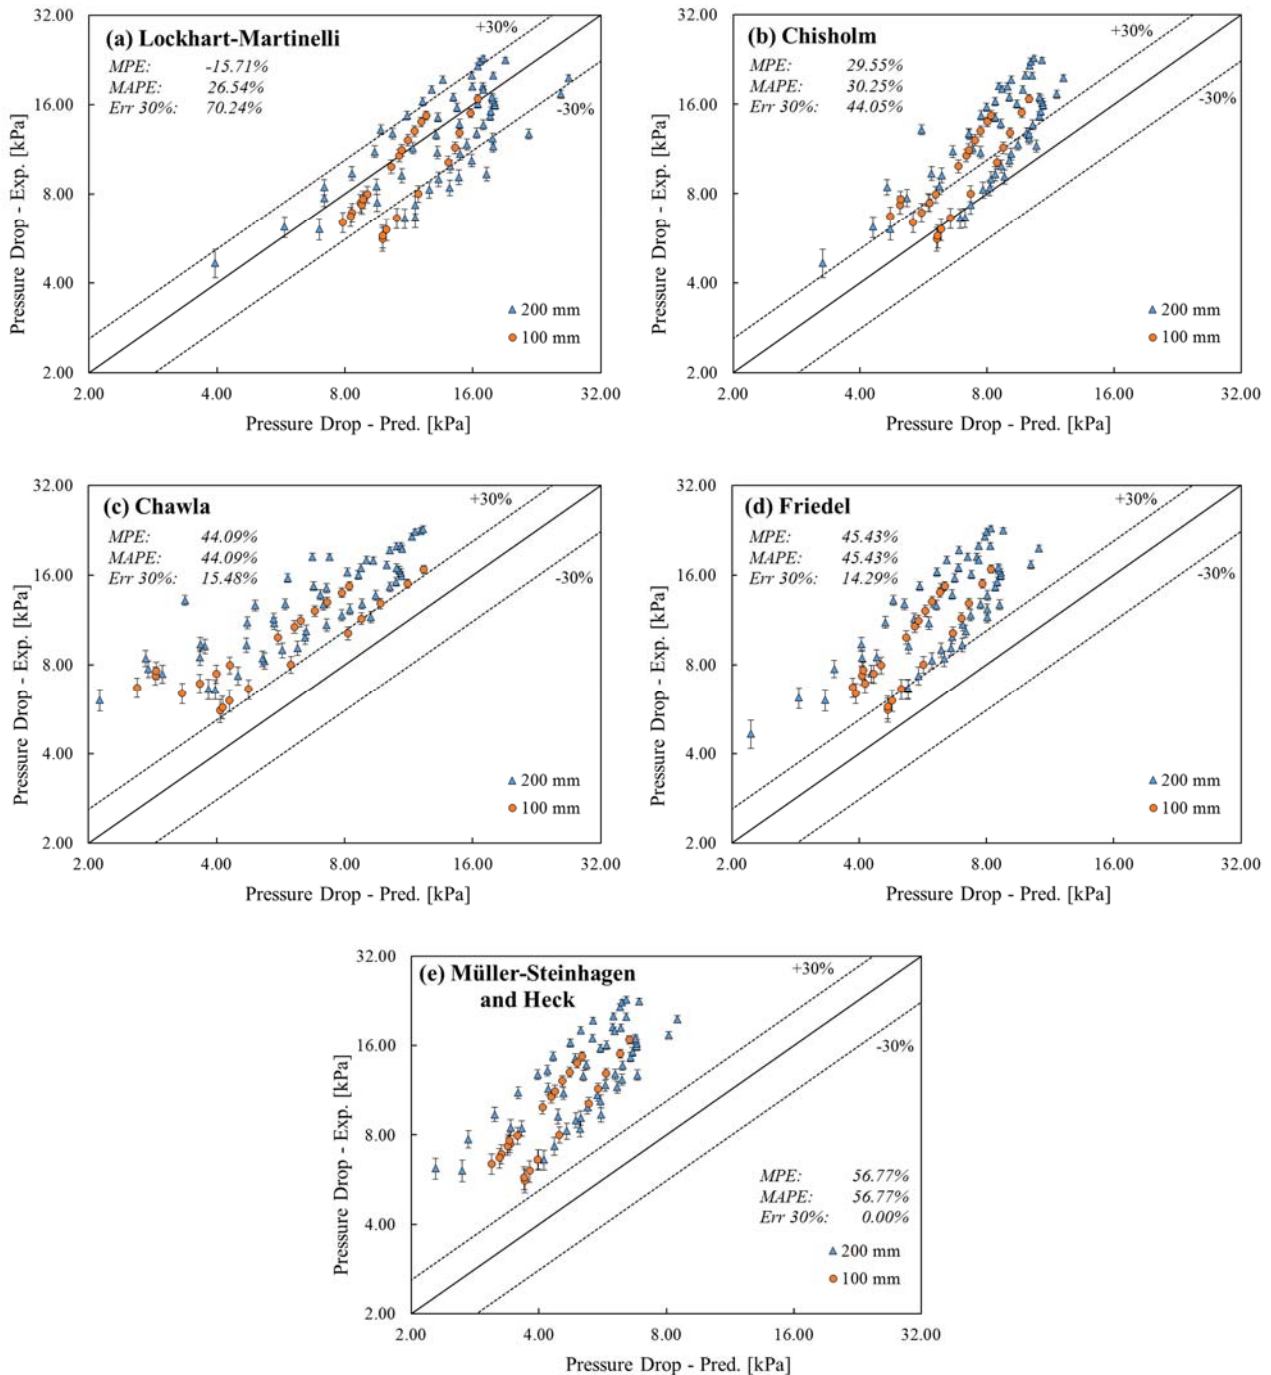 (a) Lockhart-Martinelli
MPE: -15.71%
MAPE: 26.54%
Err 30%: 70.24%
+30%
-30%
32.00
16.00
8.00
4.00
2.00
Pressure Drop - Exp. [kPa]
200 mm
100 mm
2.00 4.00 8.00 16.00 32.00
Pressure Drop - Pred. [kPa]
(b) Chisholm
MPE: 29.55%
MAPE: 30.25%
Err 30%: 44.05%
+30%
-30%
32.00
16.00
8.00
4.00
2.00
Pressure Drop - Exp. [kPa]
200 mm
100 mm
2.00 4.00 8.00 16.00 32.00
Pressure Drop - Pred. [kPa]
(c) Chawla
MPE: 44.09%
MAPE: 44.09%
Err 30%: 15.48%
+30%
-30%
32.00
16.00
8.00
4.00
2.00
Pressure Drop - Exp. [kPa]
200 mm
100 mm
2.00 4.00 8.00 16.00 32.00
Pressure Drop - Pred. [kPa]
(d) Friedel
MPE: 45.43%
MAPE: 45.43%
Err 30%: 14.29%
+30%
-30%
32.00
16.00
8.00
4.00
2.00
Pressure Drop - Exp. [kPa]
200 mm
100 mm
2.00 4.00 8.00 16.00 32.00
Pressure Drop - Pred. [kPa]
(e) Müller-Steinhagen
and Heck
+30%
-30%
32.00
16.00
8.00
4.00
2.00
Pressure Drop - Exp. [kPa]
MPE: 56.77%
MAPE: 56.77%
Err 30%: 0.00%
200 mm
100 mm
2.00 4.00 8.00 16.00 32.00
Pressure Drop - Pred. [kPa]